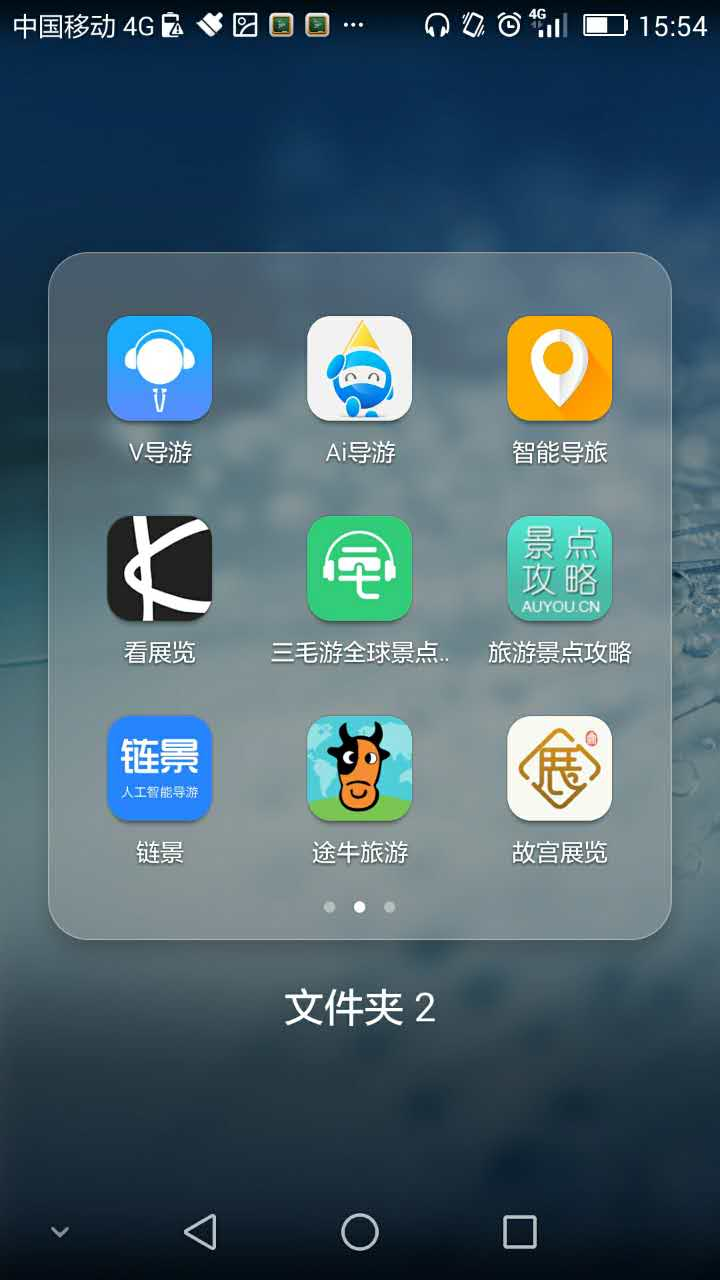 中国移动 4G 4G 15:54
V导游 Ai导游 智能导旅
景点
攻略
AUYOU.CN
看展览 三毛游全球景点.. 旅游景点攻略
链景
人工智能导游
展
链景 途牛旅游 故宫展览
文件夹 2